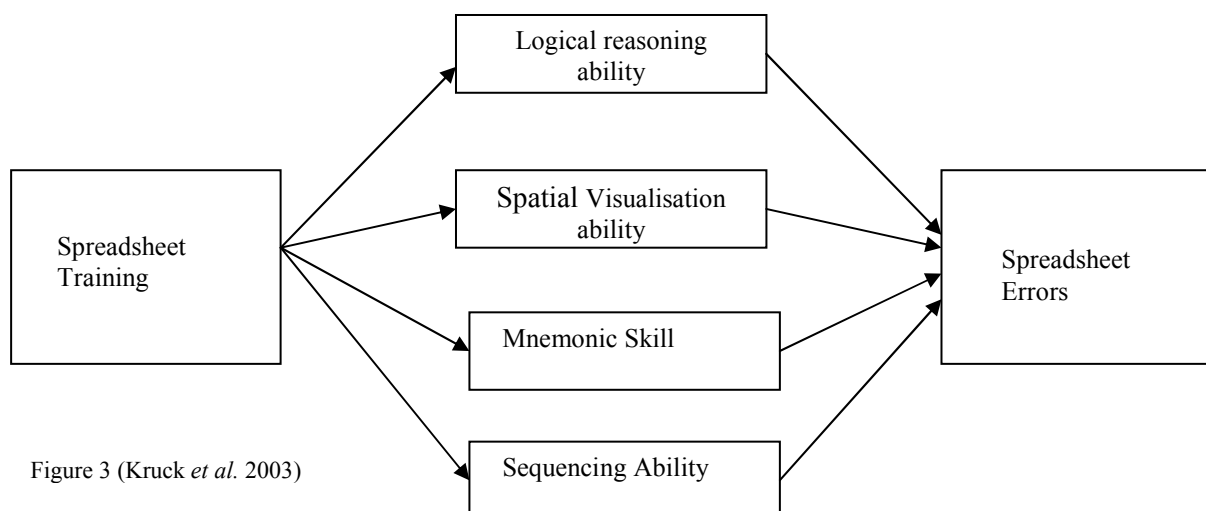 Logical reasoning
ability
Spatial Visualisation
ability
Spreadsheet
Training
Spreadsheet
Errors
Mnemonic Skill
Sequencing Ability
Figure 3 (Kruck et al. 2003)